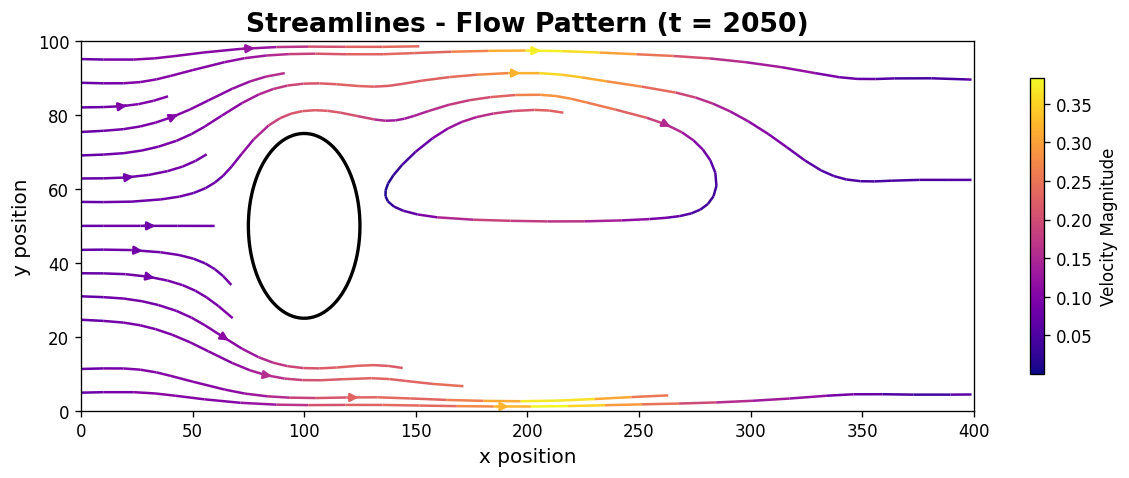 Streamlines - Flow Pattern (t = 2050)
100
80
60
40
20
0
y position
0 50 100 150 200 250 300 350 400
x position
0.35
0.30
0.25
0.20
0.15
0.10
0.05
Velocity Magnitude